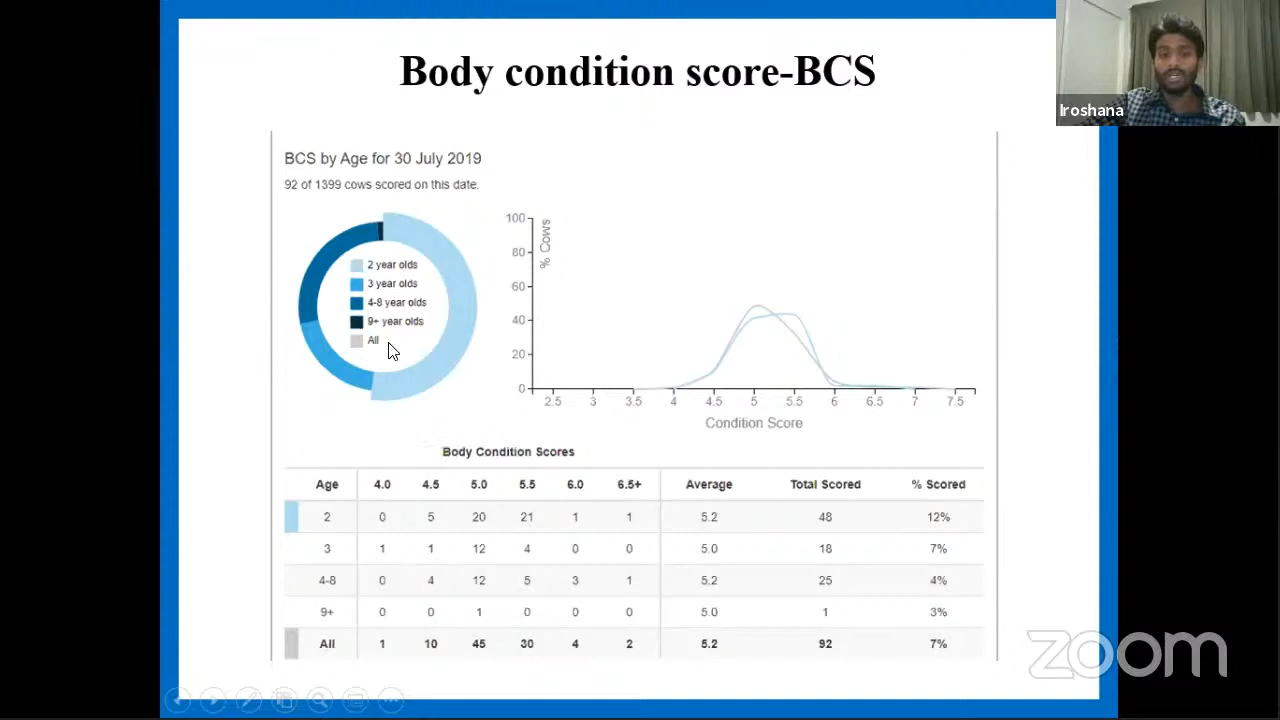 Body condition score-BCS
Iroshana
BCS by Age for 30 July 2019
92 of 1399 cows scored on this date.
2 year olds
3 year olds
4-8 year olds
9+ year olds
All
% Cows
100
80
60
40
20
0
2.5 3 3.5 4 4.5 5 5.5 6 6.5 7 7.5
Condition Score
Body Condition Scores
Age 4.0 4.5 5.0 5.5 6.0 6.5+ Average Total Scored % Scored
2 0 5 20 21 1 1 5.2 48 12%
3 1 1 12 4 0 0 5.0 18 7%
4-8 0 4 12 5 3 1 5.2 25 4%
9+ 0 0 1 0 0 0 5.0 1 3%
All 1 10 45 30 4 2 5.2 92 7%
zoom